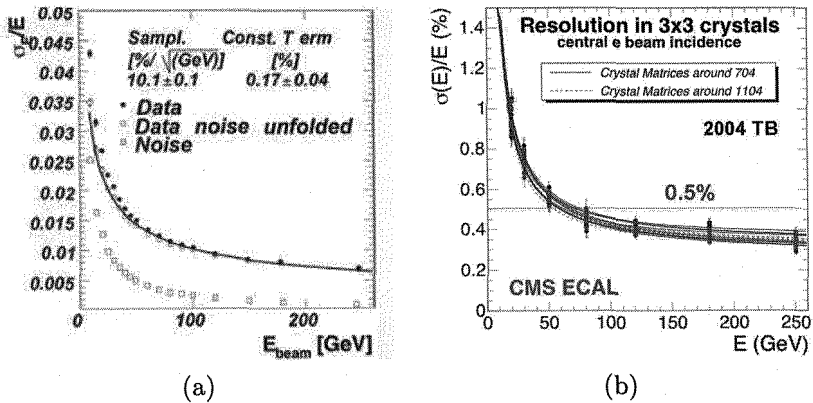 σ_E/E
0.05
0.045
0.04
0.035
0.03
0.025
0.02
0.015
0.01
0.005
Sampl. Const. T erm
[%/ √(GeV)] [%]
10.1±0.1 0.17±0.04
Data
Data noise unfolded
Noise
0 100 200
E_beam [GeV]
(a)
σ(E)/E (%)
1.4
1.2
1
0.8
0.6
0.4
0.2
0
Resolution in 3x3 crystals
central e beam incidence
Crystal Matrices around 704
Crystal Matrices around 1104
2004 TB
0.5%
CMS ECAL
0 50 100 150 200 250
E (GeV)
(b)